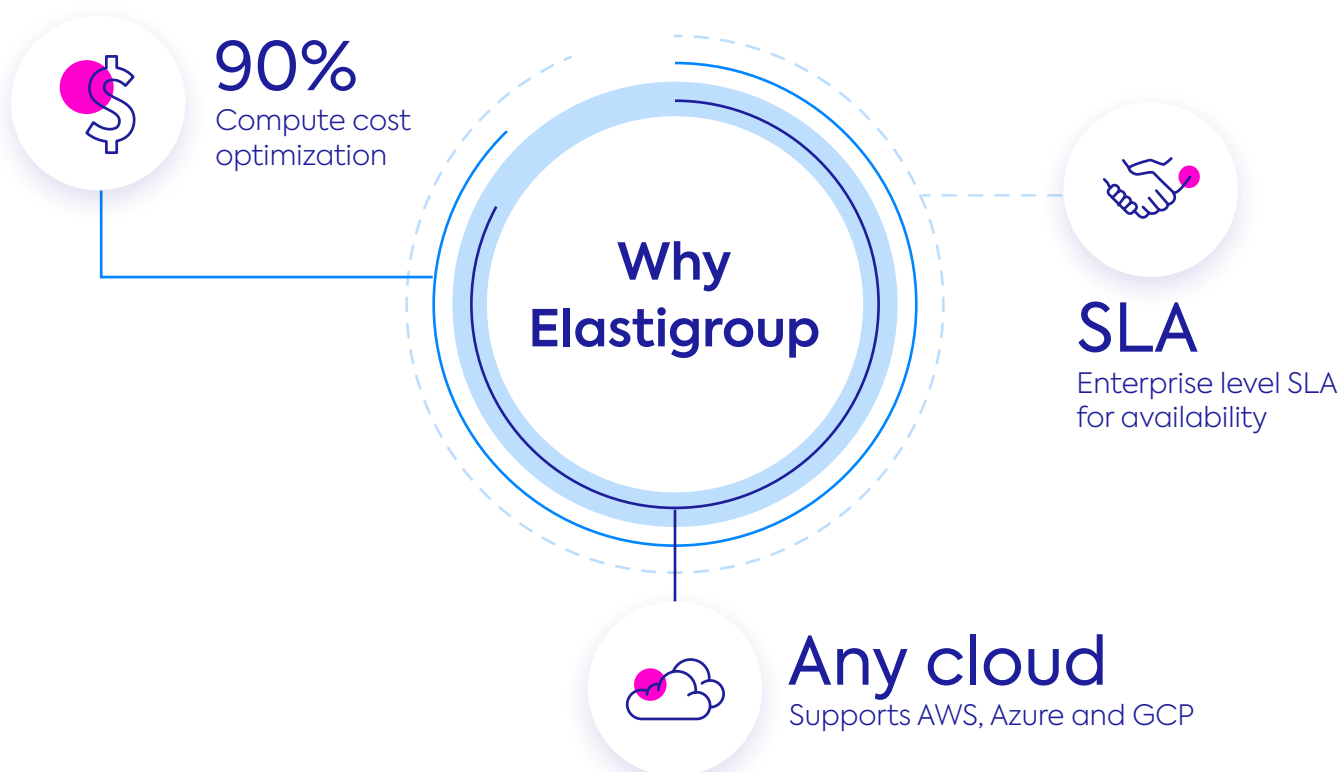 90%
Compute cost
optimization
Why
Elastigroup
SLA
Enterprise level SLA
for availability
Any cloud
Supports AWS, Azure and GCP